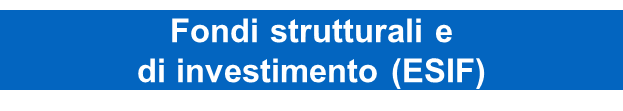 Fondi strutturali e
di investimento (ESIF)